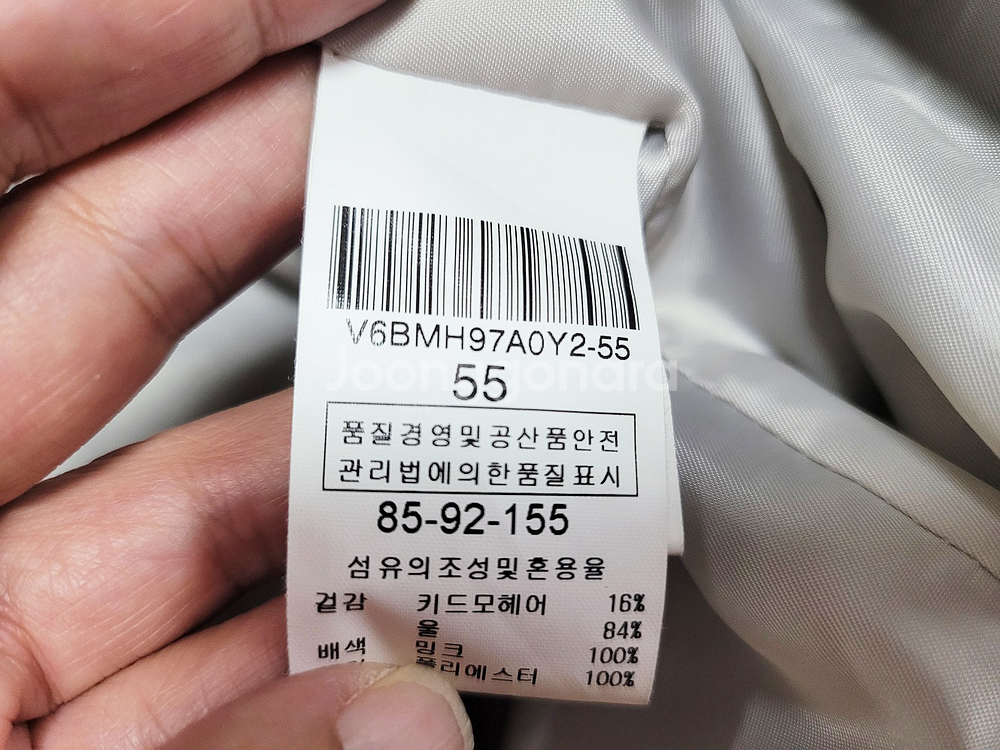 V6BMH97A0Y2-55
Joongonara
55
품질경영및공산품안전
관리법에의한품질표시
85-92-155
섬유의조성및혼용율
겉감 키드모헤어 16%
울 84%
배색 밍크 100%
폴리에스터 100%